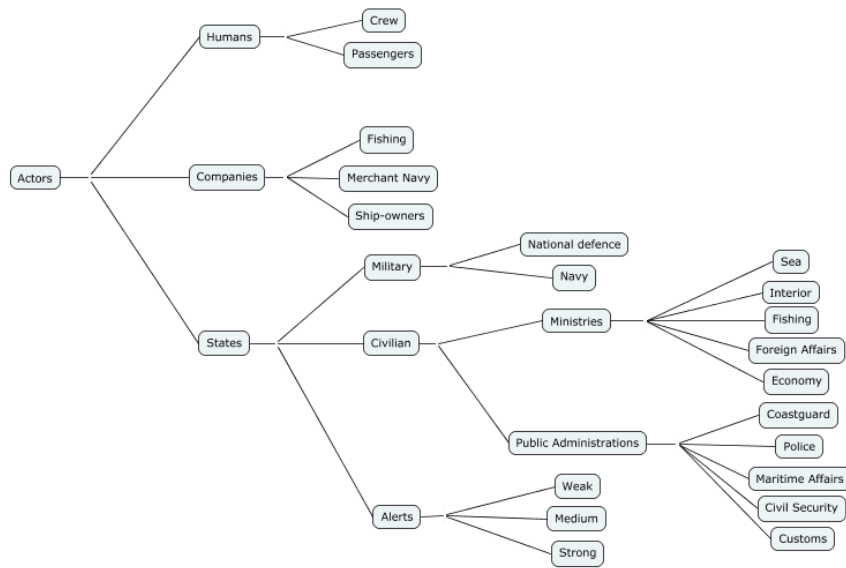 Crew
Humans
Passengers
Fishing
Actors
Companies
Merchant Navy
Ship-owners
National defence
Military
Navy
Sea
Interior
Ministries
Fishing
States
Civilian
Foreign Affairs
Economy
Coastguard
Public Administrations
Police
Maritime Affairs
Weak
Civil Security
Alerts
Medium
Customs
Strong